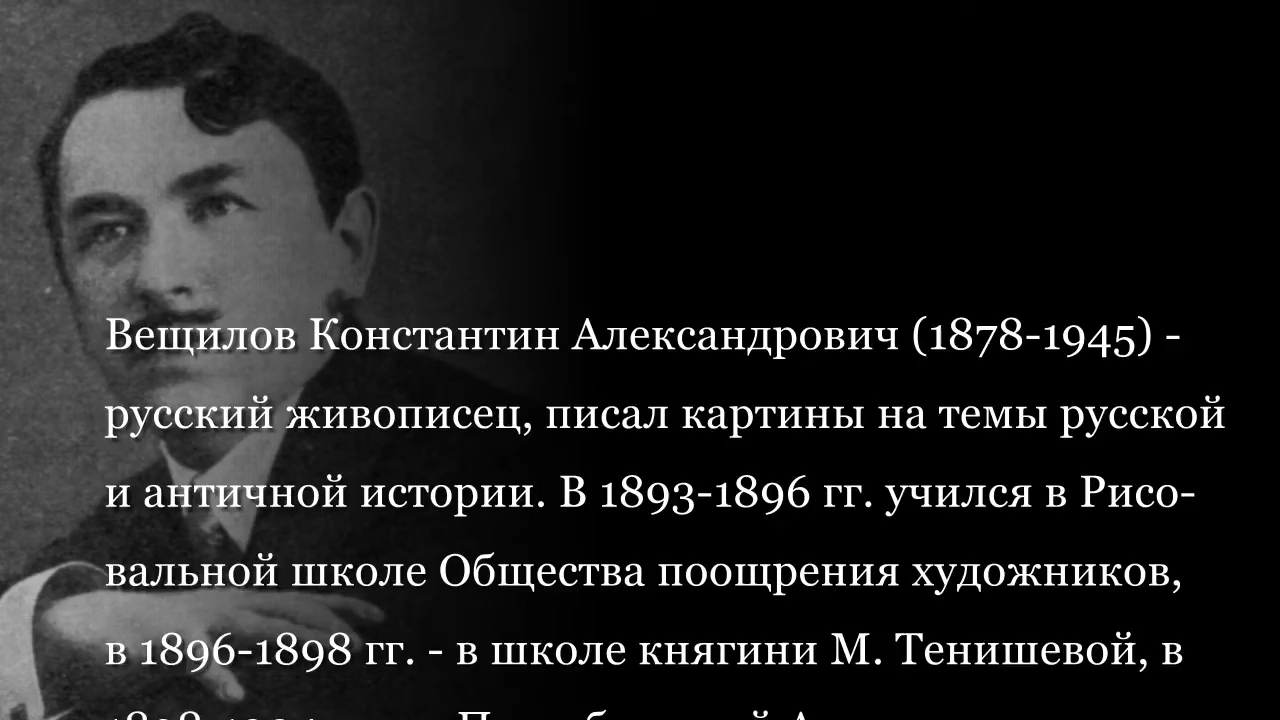 Вещилов Константин Александрович (1878-1945) -
русский живописец, писал картины на темы русской
и античной истории. В 1893-1896 гг. учился в Рисо-
вальной школе Общества поощрения художников,
в 1896-1898 гг. - в школе княгини М. Тенишевой, в